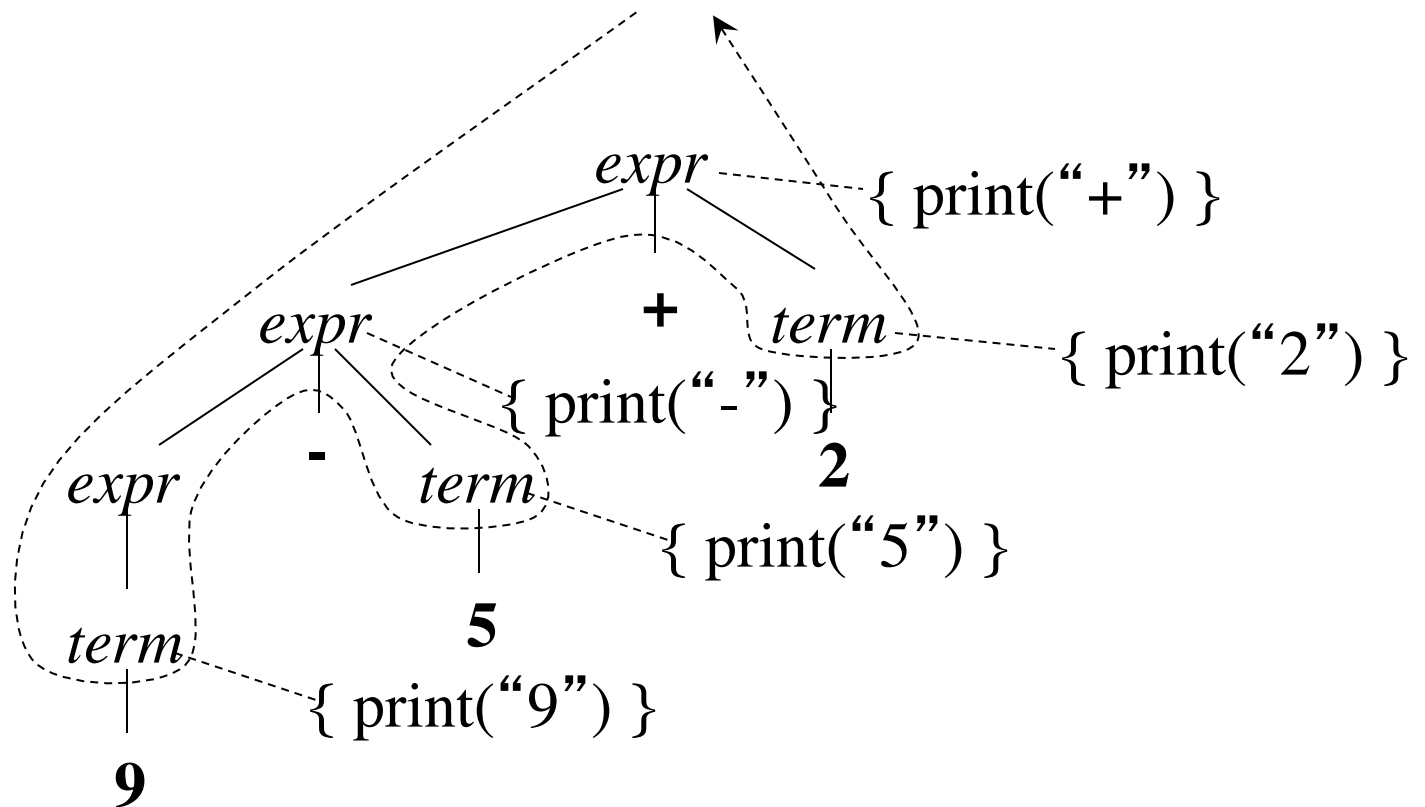 expr
{ print(“+”) }
expr
+
term
{ print(“2”) }
{ print(“-”) }
-
2
expr
term
{ print(“5”) }
5
term
{ print(“9”) }
9